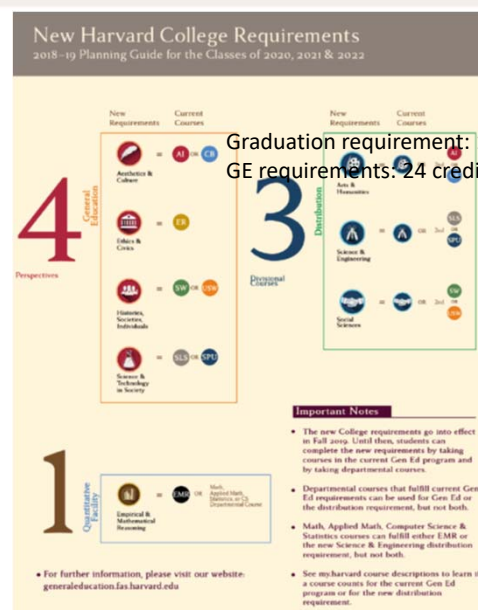 New Harvard College Requirements
2018–19 Planning Guide for the Classes of 2020, 2021 & 2022
New Requirements
Current Courses
4
Perspectives
General Education
Aesthetics & Culture
= AI OR CB
Ethics & Civics
= ER
Histories, Societies, Individuals
= SW OR USW
Science & Technology in Society
= SLS OR SPU
New Requirements
Current Courses
Graduation requirement:
GE requirements: 24 credi
3
Divisional Courses
Distribution
Arts & Humanities
AI
Science & Engineering
= OR 2nd
SLS
OR
SPU
Social Sciences
= OR 2nd
SW
OR
USW
1
Quantitative Facility
Empirical & Mathematical Reasoning
= EMR OR
Math, Applied Math, Statistics, or CS Departmental Course
• For further information, please visit our website:
generaleducation.fas.harvard.edu
Important Notes
• The new College requirements go into effect
in Fall 2019. Until then, students can
complete the new requirements by taking
courses in the current Gen Ed program and
by taking departmental courses.
• Departmental courses that fulfill current Gen
Ed requirements can be used for Gen Ed or
the distribution requirement, but not both.
• Math, Applied Math, Computer Science &
Statistics courses can fulfill either EMR or
the new Science & Engineering distribution
requirement, but not both.
• See my.harvard course descriptions to learn if
a course counts for the current Gen Ed
program or for the new distribution
requirement.